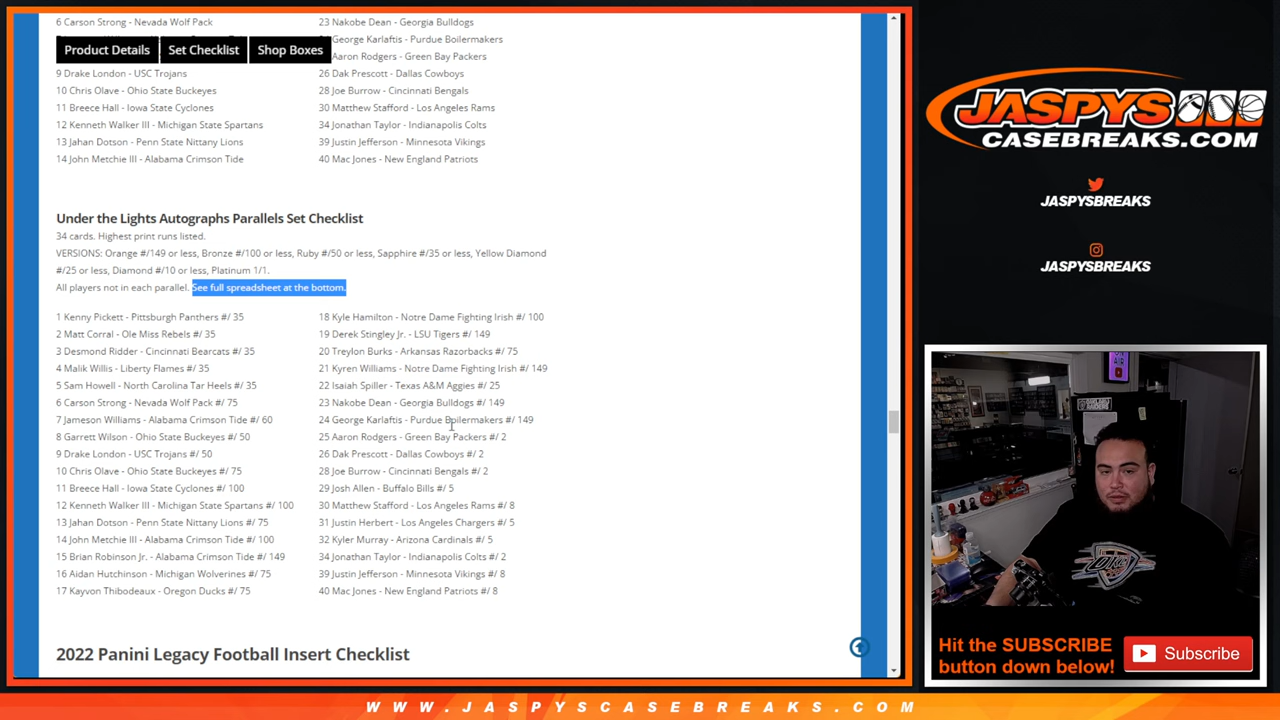 6 Carson Strong - Nevada Wolf Pack
Product Details
Set Checklist
Shop Boxes
9 Drake London - USC Trojans
10 Chris Olave - Ohio State Buckeyes
11 Breece Hall - Iowa State Cyclones
12 Kenneth Walker III - Michigan State Spartans
13 Jahan Dotson - Penn State Nittany Lions
14 John Metchie III - Alabama Crimson Tide
23 Nakobe Dean - Georgia Bulldogs
George Karlaftis - Purdue Boilermakers
Aaron Rodgers - Green Bay Packers
26 Dak Prescott - Dallas Cowboys
28 Joe Burrow - Cincinnati Bengals
30 Matthew Stafford - Los Angeles Rams
34 Jonathan Taylor - Indianapolis Colts
39 Justin Jefferson - Minnesota Vikings
40 Mac Jones - New England Patriots
Under the Lights Autographs Parallels Set Checklist
34 cards. Highest print runs listed.
VERSIONS: Orange #/149 or less, Bronze #/100 or less, Ruby #/50 or less, Sapphire #/35 or less, Yellow Diamond
#/25 or less, Diamond #/10 or less, Platinum 1/1.
All players not in each parallel. See full spreadsheet at the bottom.
1 Kenny Pickett - Pittsburgh Panthers #/ 35
2 Matt Corral - Ole Miss Rebels #/ 35
3 Desmond Ridder - Cincinnati Bearcats #/ 35
4 Malik Willis - Liberty Flames #/ 35
5 Sam Howell - North Carolina Tar Heels #/ 35
6 Carson Strong - Nevada Wolf Pack #/ 75
7 Jameson Williams - Alabama Crimson Tide #/ 60
8 Garrett Wilson - Ohio State Buckeyes #/ 50
9 Drake London - USC Trojans #/ 50
10 Chris Olave - Ohio State Buckeyes #/ 75
11 Breece Hall - Iowa State Cyclones #/ 100
12 Kenneth Walker III - Michigan State Spartans #/ 100
13 Jahan Dotson - Penn State Nittany Lions #/ 75
14 John Metchie III - Alabama Crimson Tide #/ 100
15 Brian Robinson Jr. - Alabama Crimson Tide #/ 149
16 Aidan Hutchinson - Michigan Wolverines #/ 75
17 Kayvon Thibodeaux - Oregon Ducks #/ 75
18 Kyle Hamilton - Notre Dame Fighting Irish #/ 100
19 Derek Stingley Jr. - LSU Tigers #/ 149
20 Treylon Burks - Arkansas Razorbacks #/ 75
21 Kyren Williams - Notre Dame Fighting Irish #/ 149
22 Isaiah Spiller - Texas A&M Aggies #/ 25
23 Nakobe Dean - Georgia Bulldogs #/ 149
24 George Karlaftis - Purdue Boilermakers #/ 149
25 Aaron Rodgers - Green Bay Packers #/ 2
26 Dak Prescott - Dallas Cowboys #/ 2
28 Joe Burrow - Cincinnati Bengals #/ 2
29 Josh Allen - Buffalo Bills #/ 5
30 Matthew Stafford - Los Angeles Rams #/ 8
31 Justin Herbert - Los Angeles Chargers #/ 5
32 Kyler Murray - Arizona Cardinals #/ 5
34 Jonathan Taylor - Indianapolis Colts #/ 2
39 Justin Jefferson - Minnesota Vikings #/ 8
40 Mac Jones - New England Patriots #/ 8
2022 Panini Legacy Football Insert Checklist
JASPYS
CASEBREAKS.COM
JASPYSBREAKS
JASPYSBREAKS
OKC
Hit the SUBSCRIBE
button down below!
Subscribe
WWW.JASPYSCASEBREAKS.COM